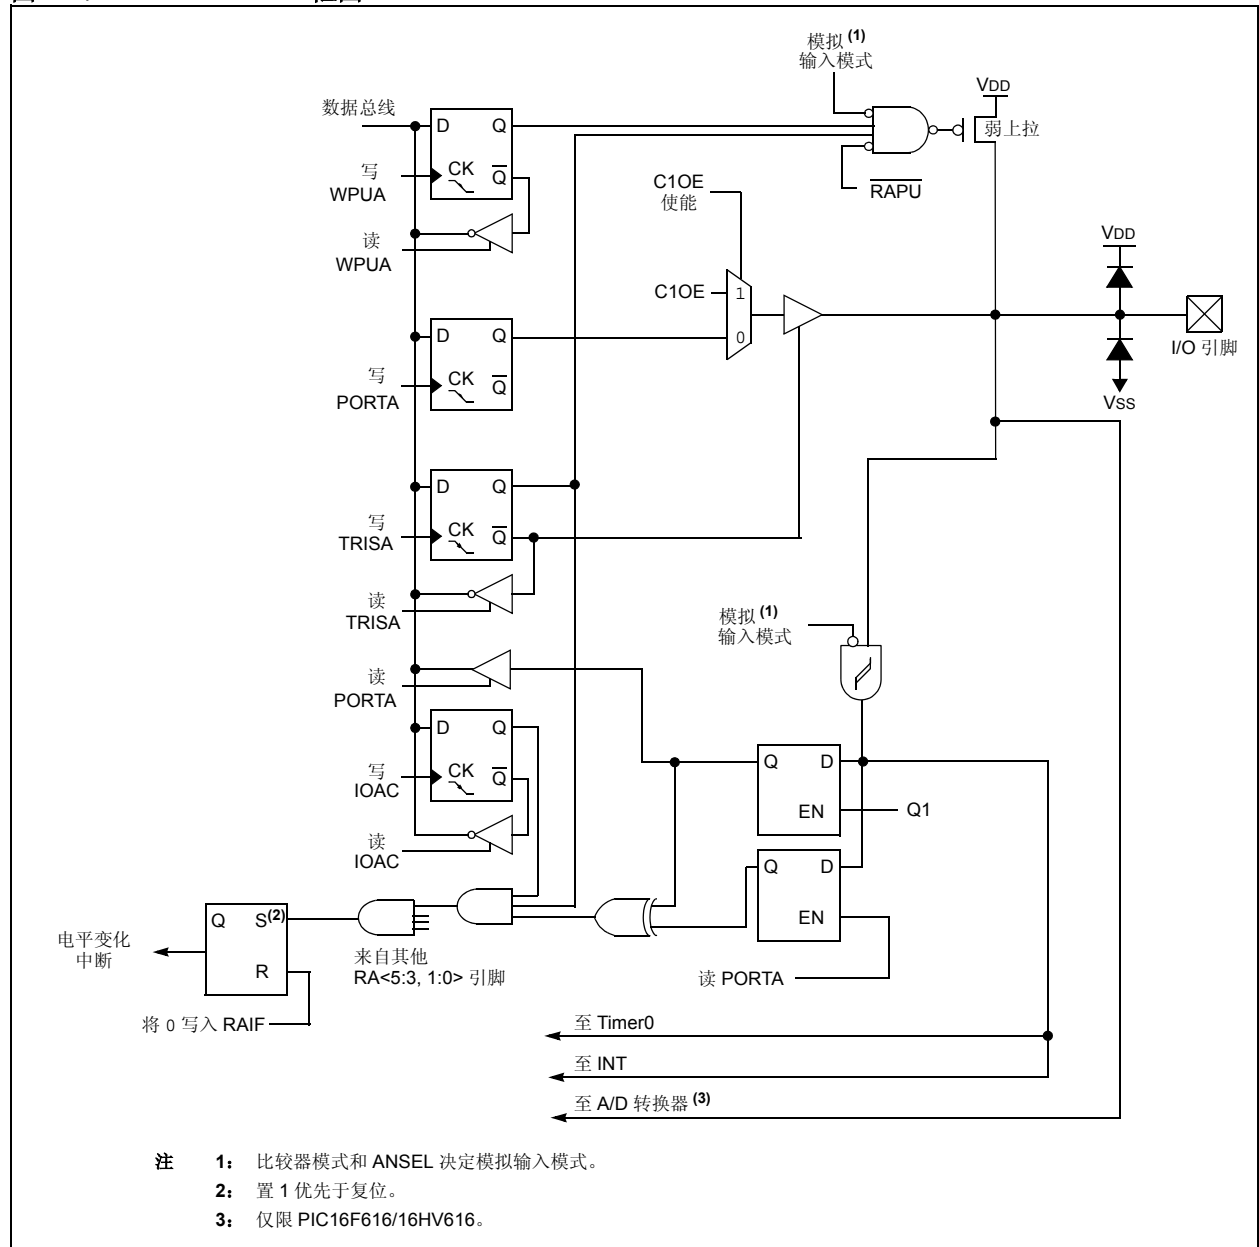 模拟 (1)
输入模式
VDD
数据总线
D Q
弱上拉
写
WPUA
CK Q
C1OE
使能
RAPU
读
WPUA
VDD
C1OE
1
D Q
0
I/O 引脚
写
PORTA
CK Q
VSS
D Q
写
TRISA
CK Q
读
TRISA
模拟 (1)
输入模式
读
PORTA
D Q
写
IOAC
CK Q
Q D
EN
Q1
读
IOAC
Q D
EN
Q S(2)
R
电平变化
中断
来自其他
RA<5:3, 1:0> 引脚
读 PORTA
将 0 写入 RAIF
至 Timer0
至 INT
至 A/D 转换器 (3)
注 1： 比较器模式和 ANSEL 决定模拟输入模式。
2： 置 1 优先于复位。
3： 仅限 PIC16F616/16HV616。